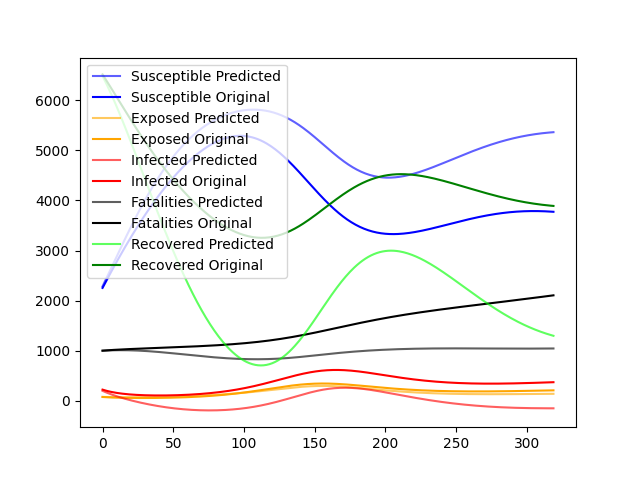 Susceptible Predicted
Susceptible Original
Exposed Predicted
Exposed Original
Infected Predicted
Infected Original
Fatalities Predicted
Fatalities Original
Recovered Predicted
Recovered Original
6000
5000
4000
3000
2000
1000
0
0 50 100 150 200 250 300